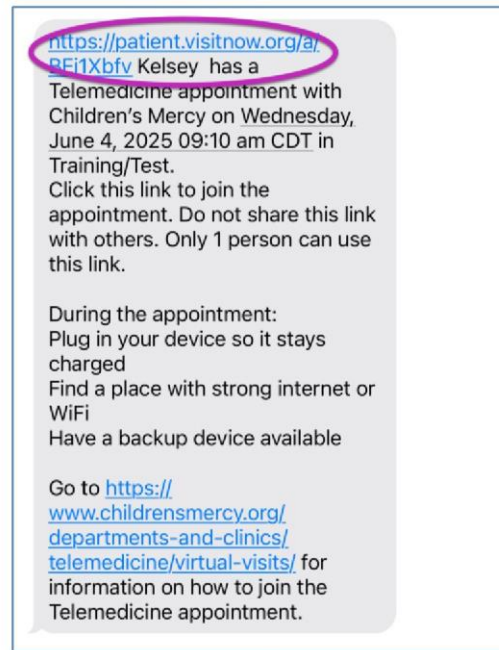 https://patient.visitnow.org/a/
BEj1Xbfv Kelsey  has a
Telemedicine appointment with
Children's Mercy on Wednesday,
June 4, 2025 09:10 am CDT in
Training/Test.
Click this link to join the
appointment. Do not share this link
with others. Only 1 person can use
this link.
During the appointment:
Plug in your device so it stays
charged
Find a place with strong internet or
WiFi
Have a backup device available
Go to https://
www.childrensmercy.org/
departments-and-clinics/
telemedicine/virtual-visits/ for
information on how to join the
Telemedicine appointment.